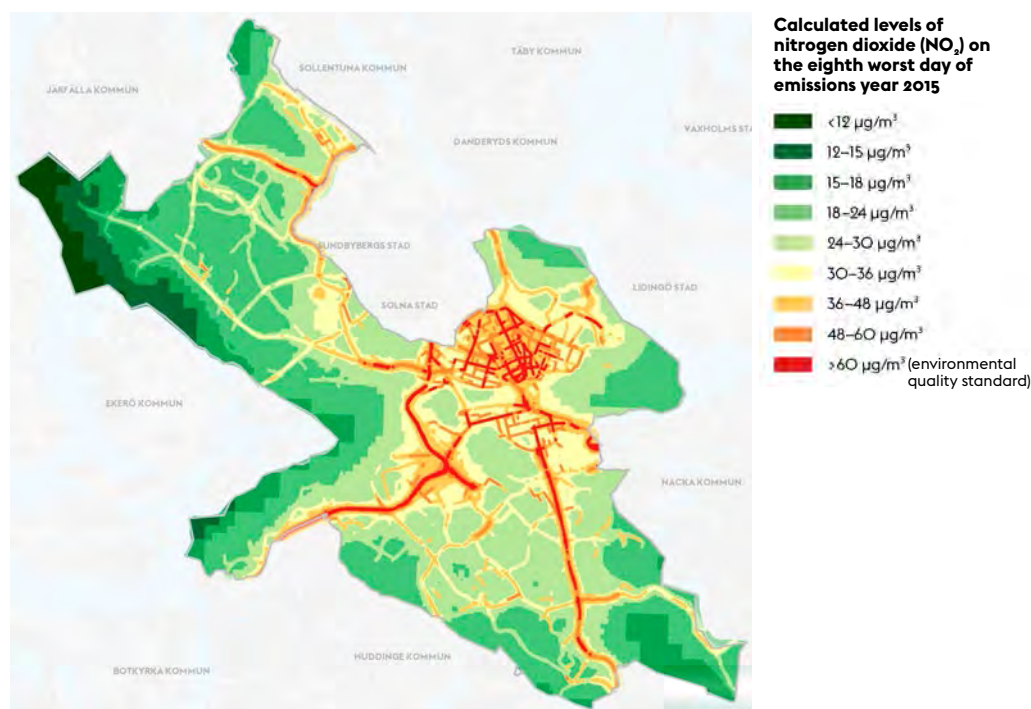 Calculated levels of
nitrogen dioxide (NO₂) on
the eighth worst day of
emissions year 2015
<12 µg/m³
12–15 µg/m³
15–18 µg/m³
18–24 µg/m³
24–30 µg/m³
30–36 µg/m³
36–48 µg/m³
48–60 µg/m³
>60 µg/m³ (environmental
quality standard)
TÄBY KOMMUN
SOLLENTUNA KOMMUN
JÄRFÄLLA KOMMUN
VAXHOLMS STA
DANDERYDS KOMMUN
SUNDBYBERGS STAD
LIDINGÖ STAD
SOLNA STAD
EKERÖ KOMMUN
NACKA KOMMUN
HUDDINGE KOMMUN
BOTKYRKA KOMMUN